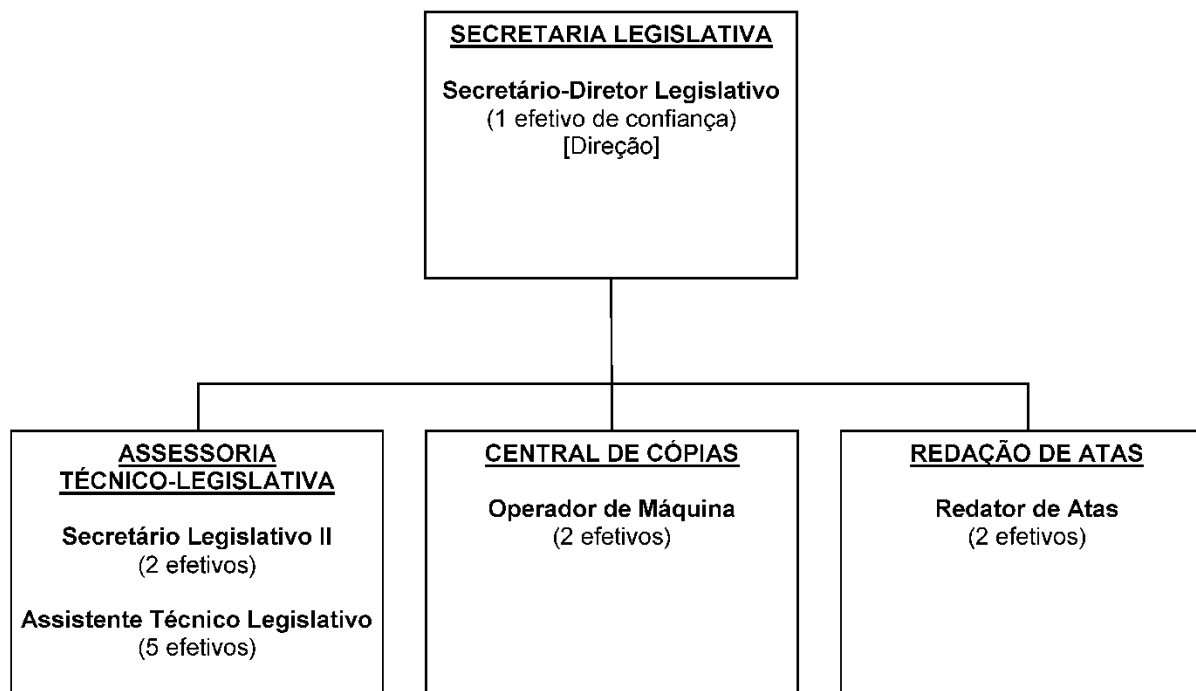 SECRETARIA LEGISLATIVA
Secretário-Diretor Legislativo
(1 efetivo de confiança)
[Direção]
ASSESSORIA
TÉCNICO-LEGISLATIVA
Secretário Legislativo II
(2 efetivos)
Assistente Técnico Legislativo
(5 efetivos)
CENTRAL DE CÓPIAS
Operador de Máquina
(2 efetivos)
REDAÇÃO DE ATAS
Redator de Atas
(2 efetivos)